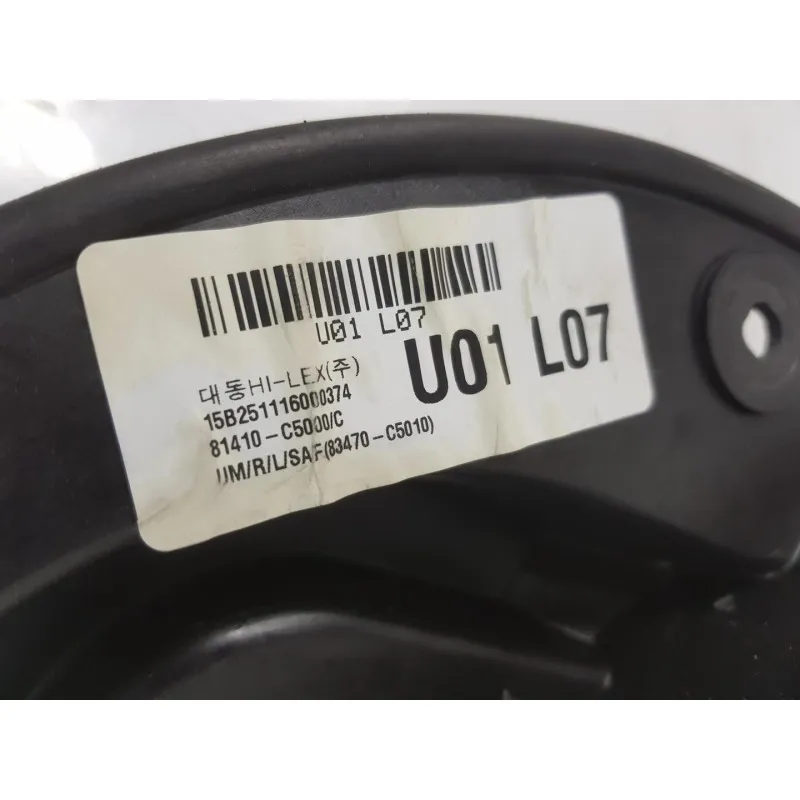 U01 L07
U01 L07
대동HI-LEX(주)
15B251116000374
81410-C5000/C
UM/R/L/SAF(83470-C5010)